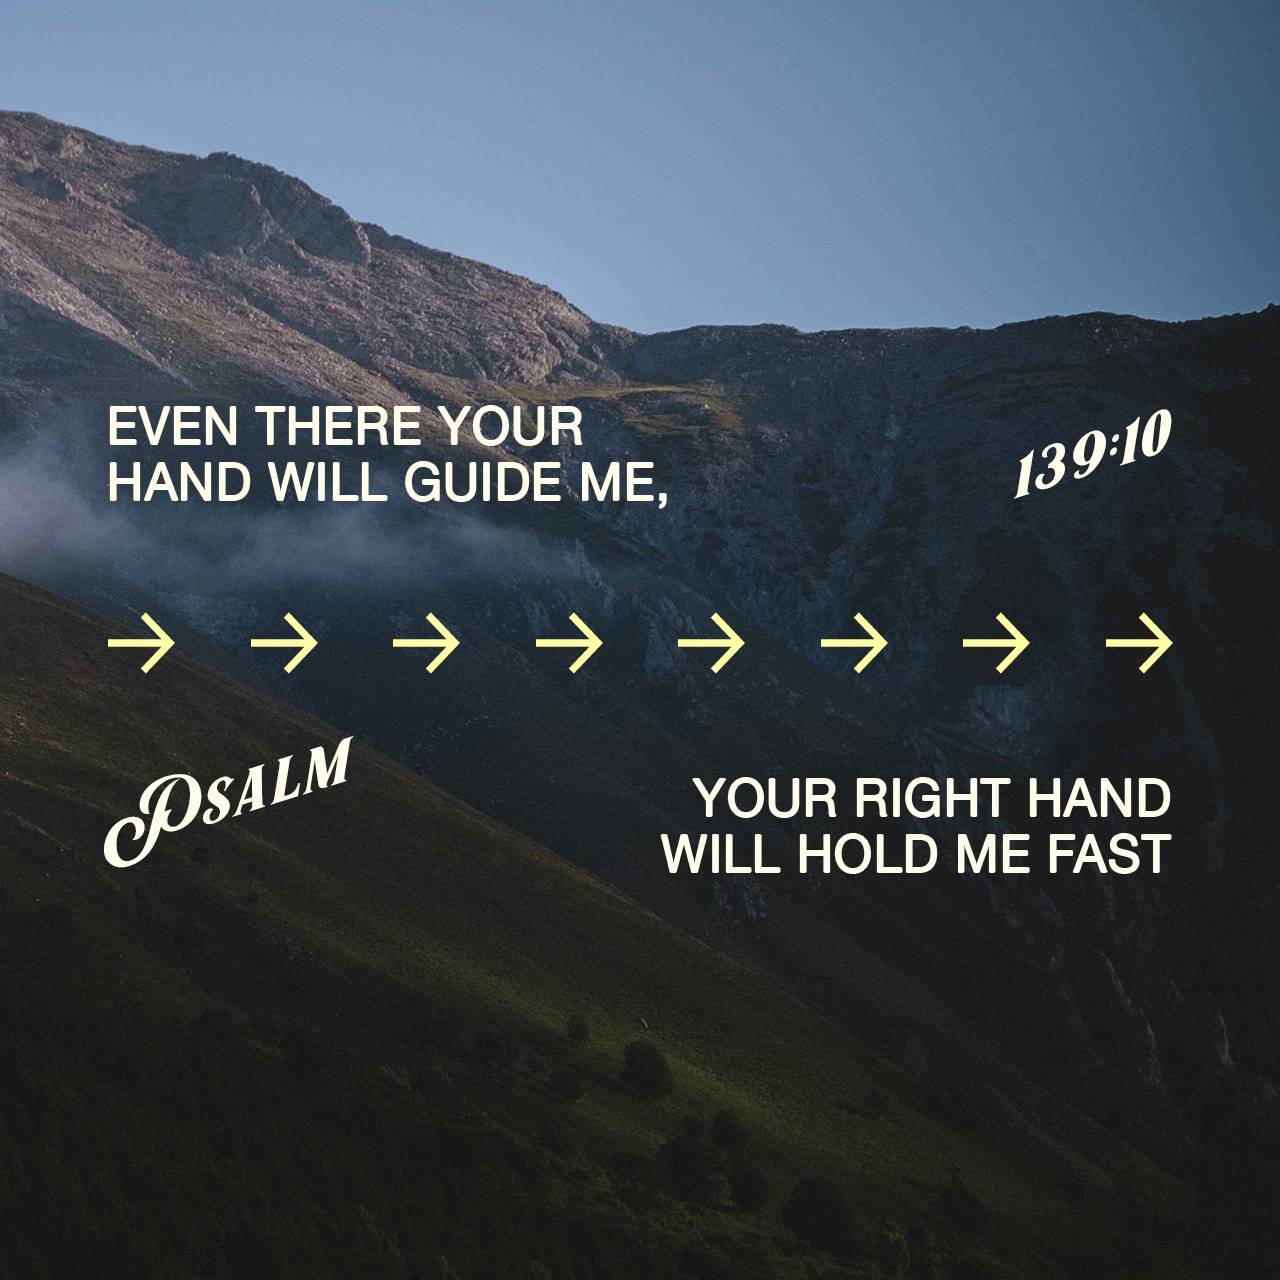 EVEN THERE YOUR
HAND WILL GUIDE ME,
139:10
→ → → → → → → →
PSALM
YOUR RIGHT HAND
WILL HOLD ME FAST